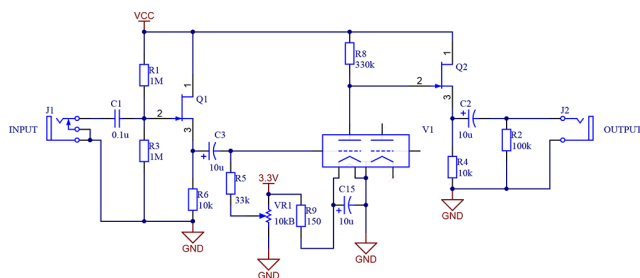 VCC
1
R8
330k
1
Q2
R1
1M
Q1
2
3
J1
INPUT
C1
0.1u
2
3
C3
10u
V1
C2
10u
R2
100k
J2
OUTPUT
R3
1M
R5
33k
R4
10k
R6
10k
3.3V
VR1
10kB
R9
150
C15
10u
GND
GND
GND
GND